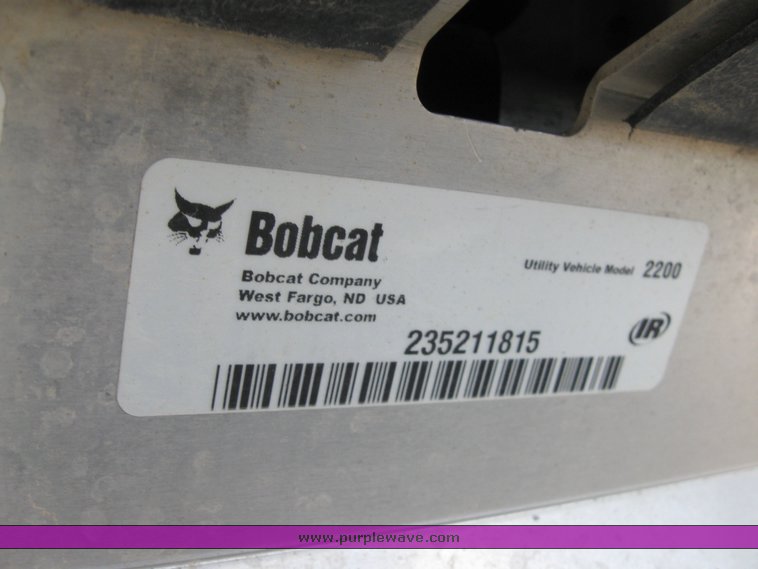 Bobcat
Bobcat Company
West Fargo, ND USA
www.bobcat.com
Utility Vehicle Model 2200
235211815
IR
www.purplewave.com